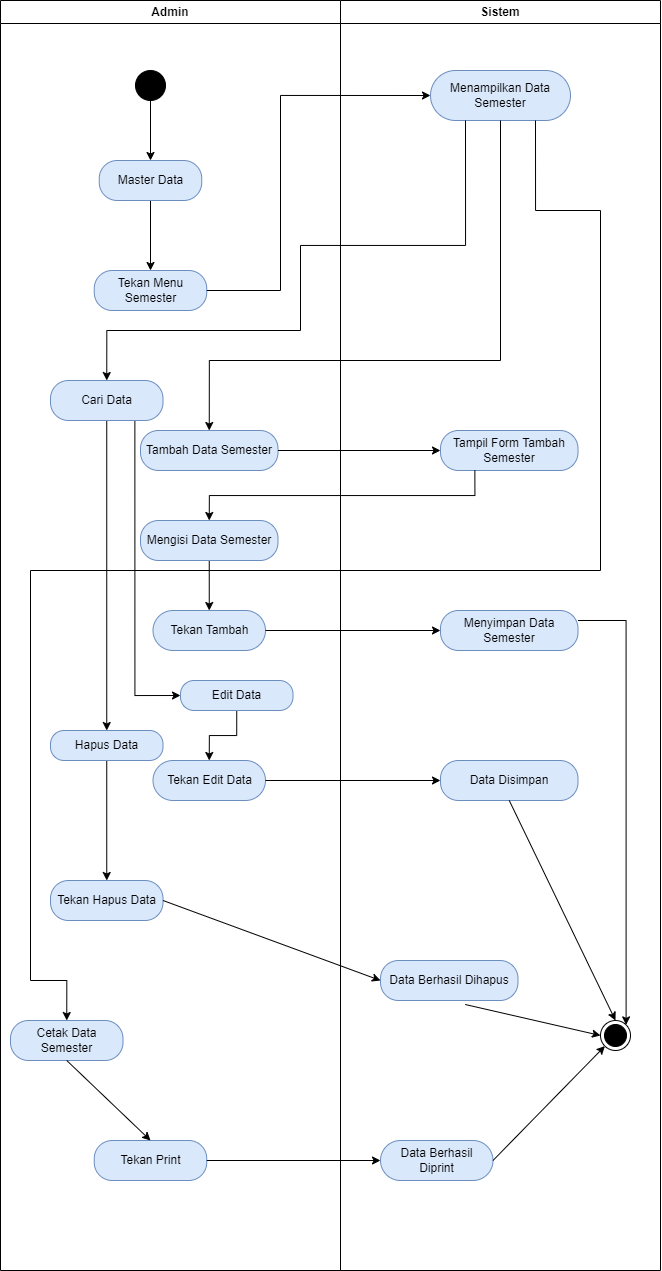 Admin
Sistem
Menampilkan Data
Semester
Master Data
Tekan Menu
Semester
Cari Data
Tambah Data Semester
Tampil Form Tambah
Semester
Mengisi Data Semester
Tekan Tambah
Menyimpan Data
Semester
Edit Data
Hapus Data
Tekan Edit Data
Data Disimpan
Tekan Hapus Data
Data Berhasil Dihapus
Cetak Data
Semester
Tekan Print
Data Berhasil
Diprint